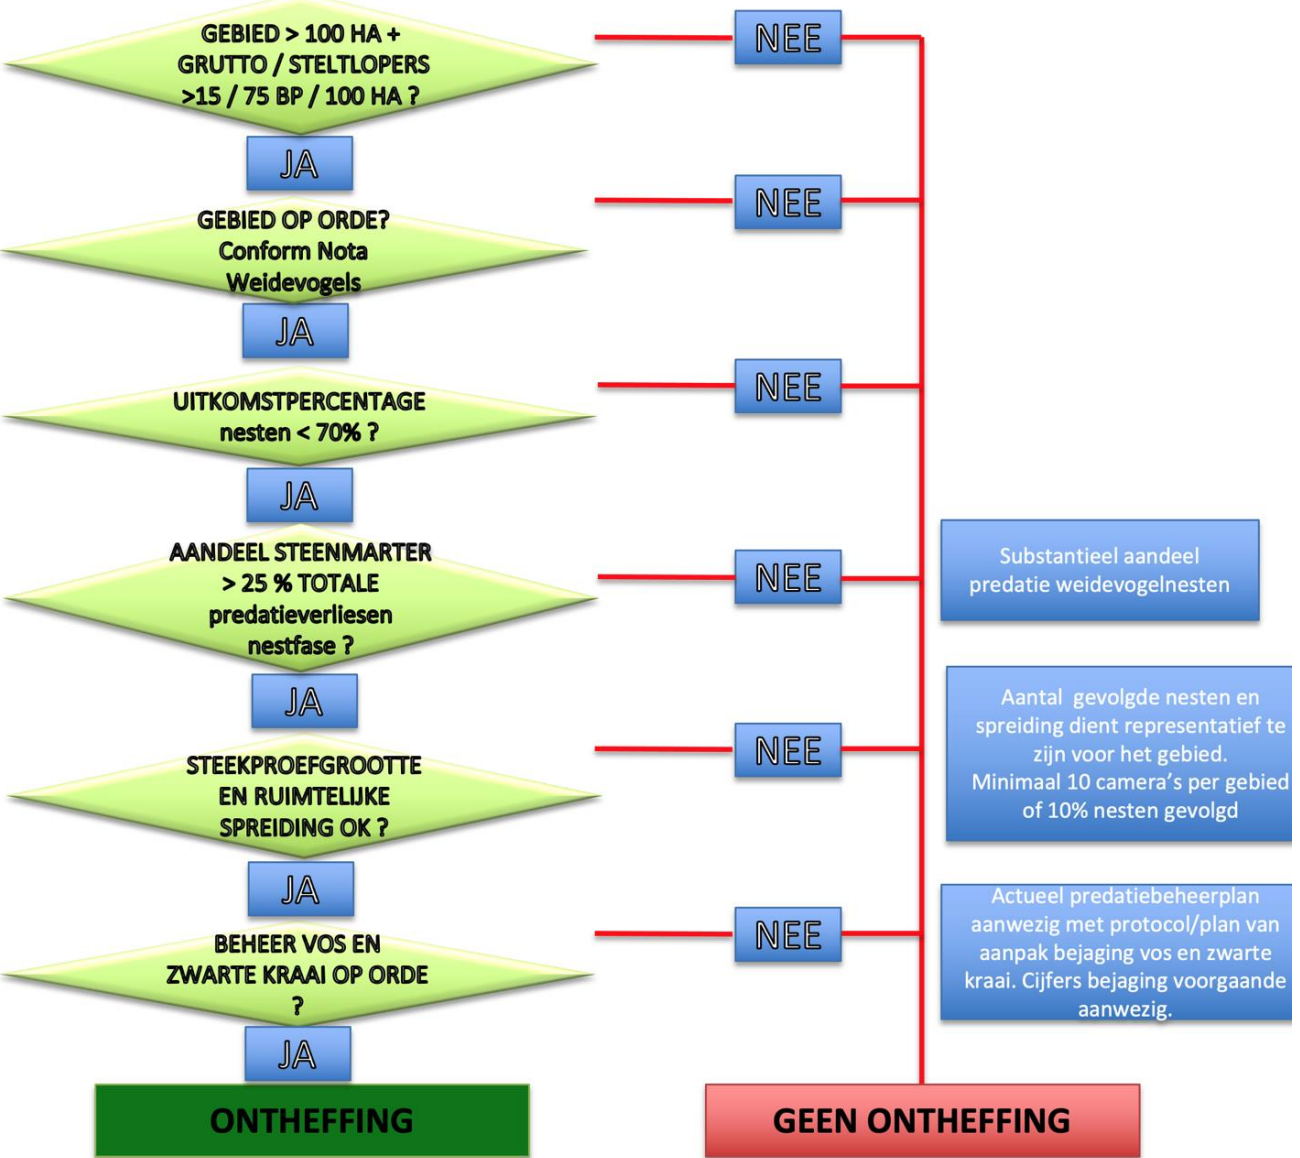 GEBIED > 100 HA +
GRUTTO / STELTLOPERS
>15 / 75 BP / 100 HA ?
NEE
JA
GEBIED OP ORDE?
Conform Nota
Weidevogels
NEE
JA
UITKOMSTPERCENTAGE
nesten < 70% ?
NEE
JA
AANDEEL STEENMARTER
> 25 % TOTALE
predatieverliesen
nestfase ?
NEE
Substantieel aandeel
predatie weidevogelnesten
JA
STEEKPROEFGROOTTE
EN RUIMTELIJKE
SPREIDING OK ?
NEE
Aantal gevolgde nesten en
spreiding dient representatief te
zijn voor het gebied.
Minimaal 10 camera's per gebied
of 10% nesten gevolgd
JA
BEHEER VOS EN
ZWARTE KRAAI OP ORDE
?
NEE
Actueel predatiebeheerplan
aanwezig met protocol/plan van
aanpak bejaging vos en zwarte
kraai. Cijfers bejaging voorgaande
aanwezig.
JA
ONTHEFFING
GEEN ONTHEFFING